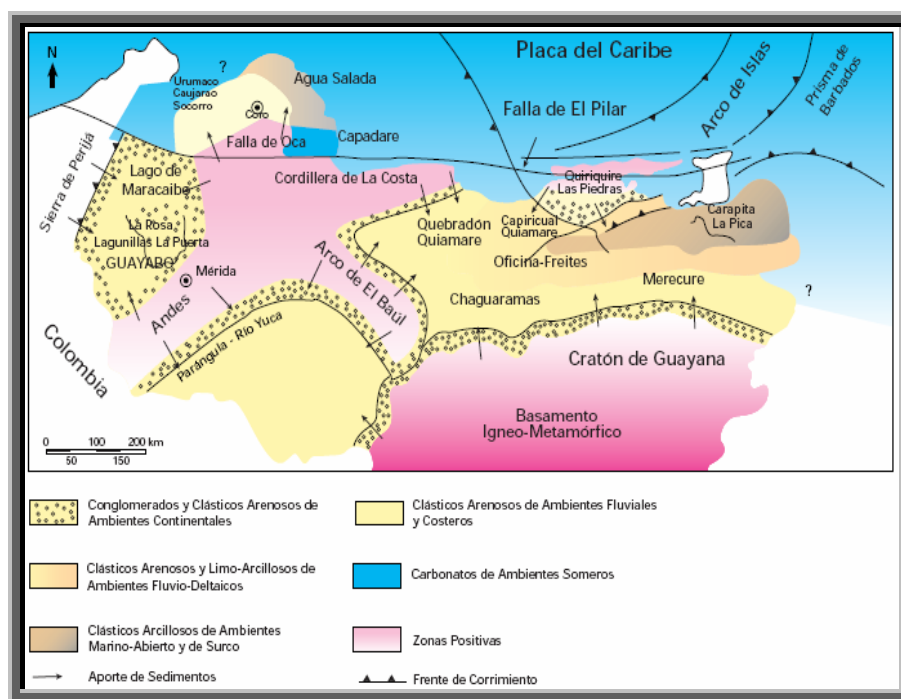 N
?
Urumaco
Caujarao
Socorro
Agua Salada
Coro
Placa del Caribe
Falla de El Pilar
Arco de Islas
Prisma de
Barbados
Sierra de Perijá
Falla de Oca
Capadare
Lago de
Maracaibo
Cordillera de La Costa
Quiriquire
Las Piedras
La Rosa,
Lagunillas La Puerta
GUAYABO
Quebradón
Quiamare
Capiricual
Quiamare
Carapita
La Pica
Oficina-Freites
Mérida
Andes
Arco de El Baúl
Chaguaramas
Merecure
?
Parángula - Río Yuca
Colombia
Cratón de Guayana
Basamento
Igneo-Metamórfico
0 100 200 km
50 150
Conglomerados y Clásticos Arenosos de
Ambientes Continentales
Clásticos Arenosos de Ambientes Fluviales
y Costeros
Clásticos Arenosos y Limo-Arcillosos de
Ambientes Fluvio-Deltaicos
Carbonatos de Ambientes Someros
Clásticos Arcillosos de Ambientes
Marino-Abierto y de Surco
Zonas Positivas
Aporte de Sedimentos
Frente de Corrimiento